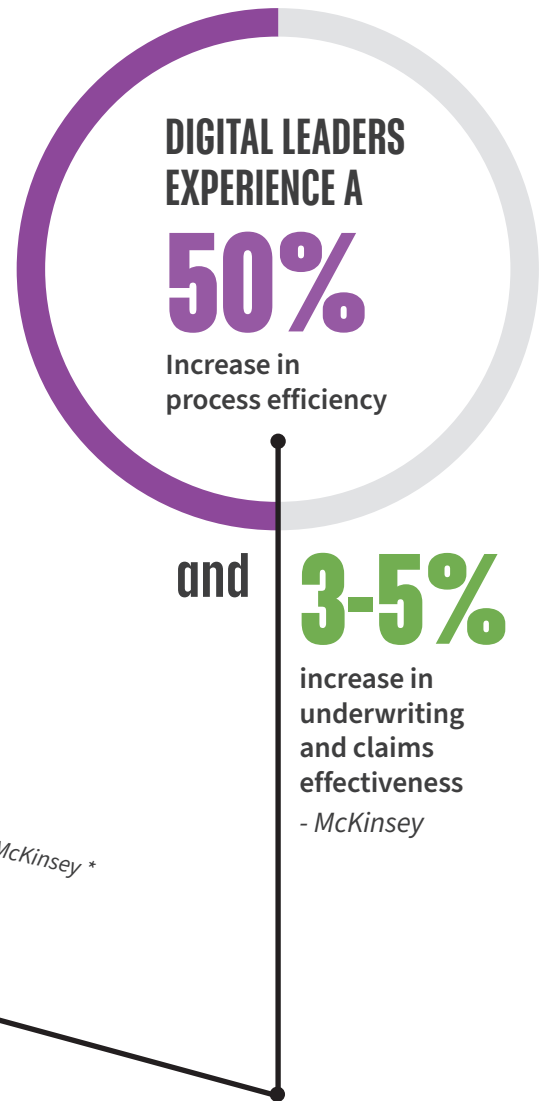 DIGITAL LEADERS
EXPERIENCE A
50%
Increase in
process efficiency
and
3-5%
increase in
underwriting
and claims
effectiveness
- McKinsey
McKinsey *